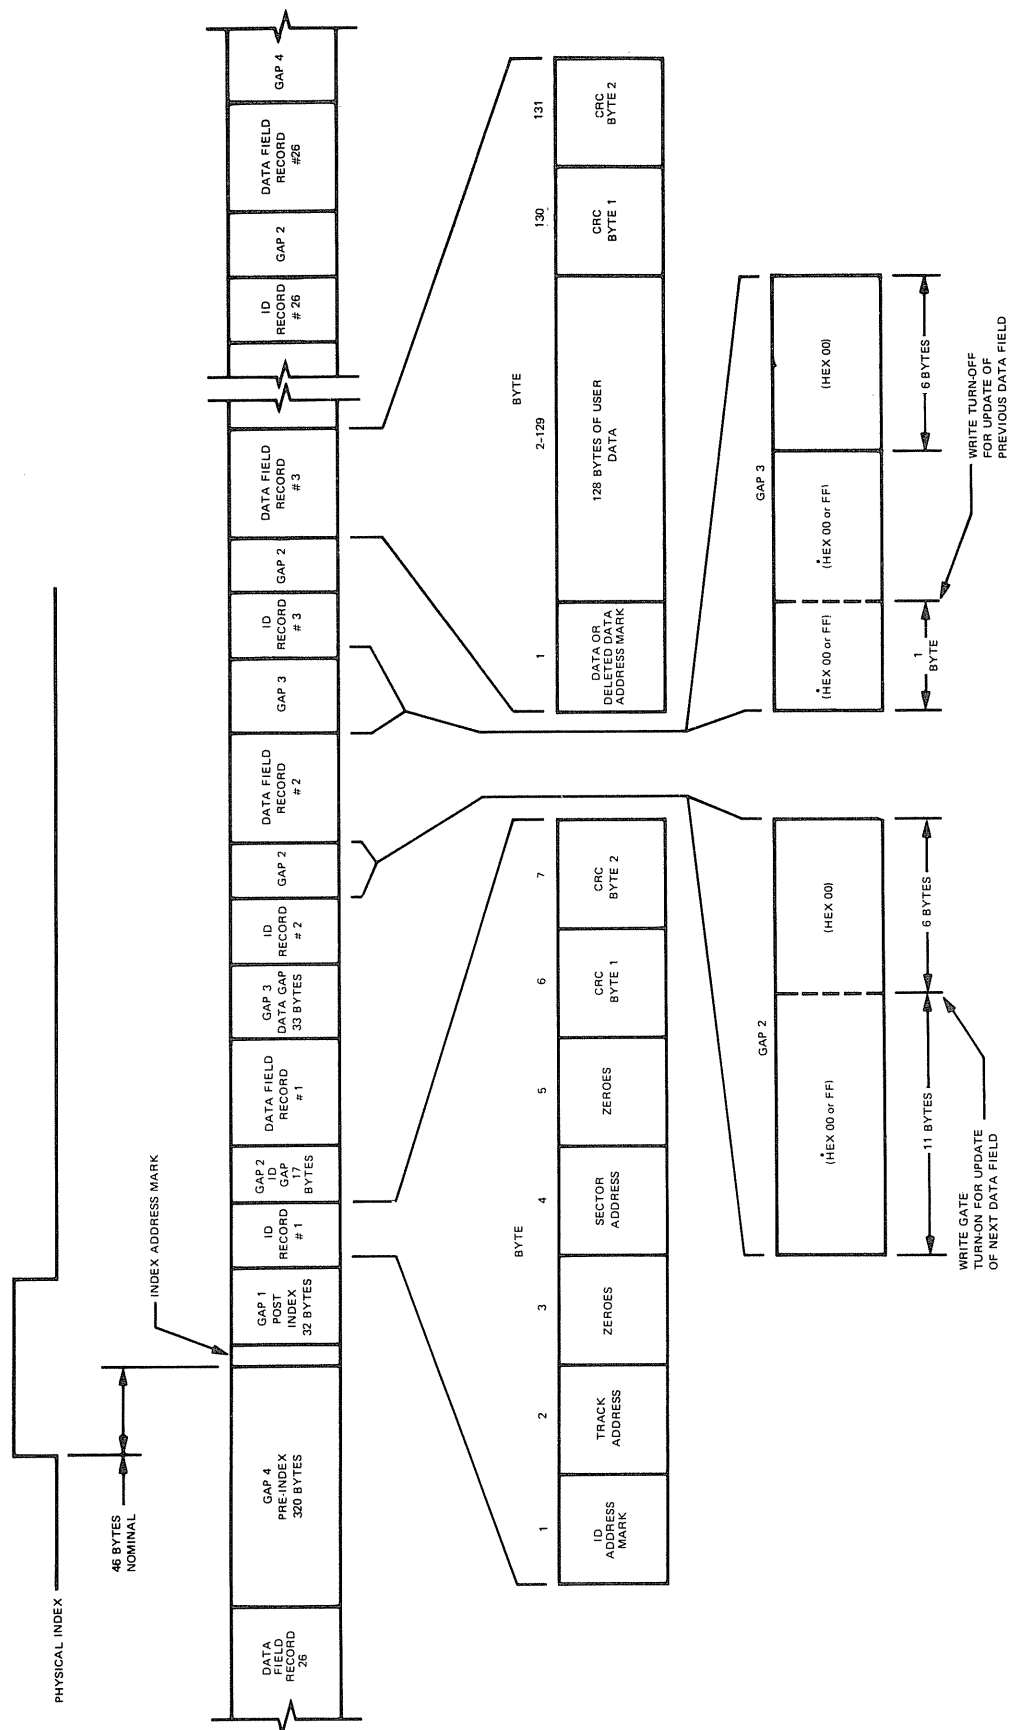 PHYSICAL INDEX
46 BYTES
NOMINAL
INDEX ADDRESS MARK
DATA
FIELD
RECORD
26
GAP 4
PRE-INDEX
320 BYTES
GAP 1
POST
INDEX
32 BYTES
ID
RECORD
#1
GAP 2
ID
GAP
17
BYTES
DATA FIELD
RECORD
#1
GAP 3
DATA GAP
33 BYTES
ID
RECORD
# 2
GAP 2
DATA FIELD
RECORD
# 2
GAP 3
ID
RECORD
# 3
GAP 2
DATA FIELD
RECORD
# 3
ID
RECORD
# 26
GAP 2
DATA FIELD
RECORD
#26
GAP 4
BYTE
1
2
3
4
5
6
7
ID
ADDRESS
MARK
TRACK
ADDRESS
ZEROES
SECTOR
ADDRESS
ZEROES
CRC
BYTE 1
CRC
BYTE 2
BYTE
1
2-129
130
131
DATA OR
DELETED DATA
ADDRESS MARK
128 BYTES OF USER
DATA
CRC
BYTE 1
CRC
BYTE 2
GAP 2
*
(HEX 00 or FF)
(HEX 00)
11 BYTES
6 BYTES
WRITE GATE
TURN-ON FOR UPDATE
OF NEXT DATA FIELD
GAP 3
*
(HEX 00 or FF)
*
(HEX 00 or FF)
(HEX 00)
1
BYTE
6 BYTES
WRITE TURN-OFF
FOR UPDATE OF
PREVIOUS DATA FIELD